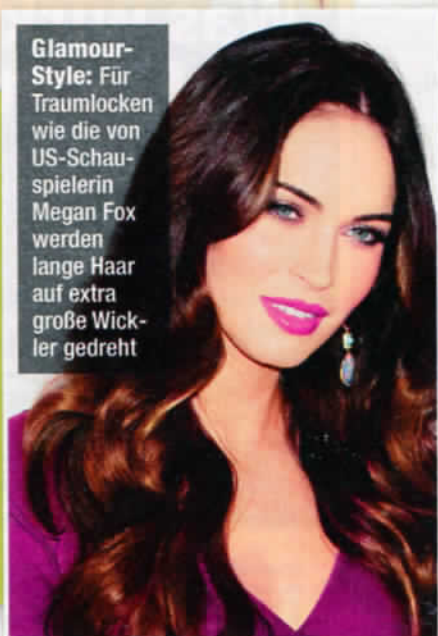 Glamour-
Style: Für
Traumlocken
wie die von
US-Schau-
spielerin
Megan Fox
werden
lange Haar
auf extra
große Wick-
ler gedreht